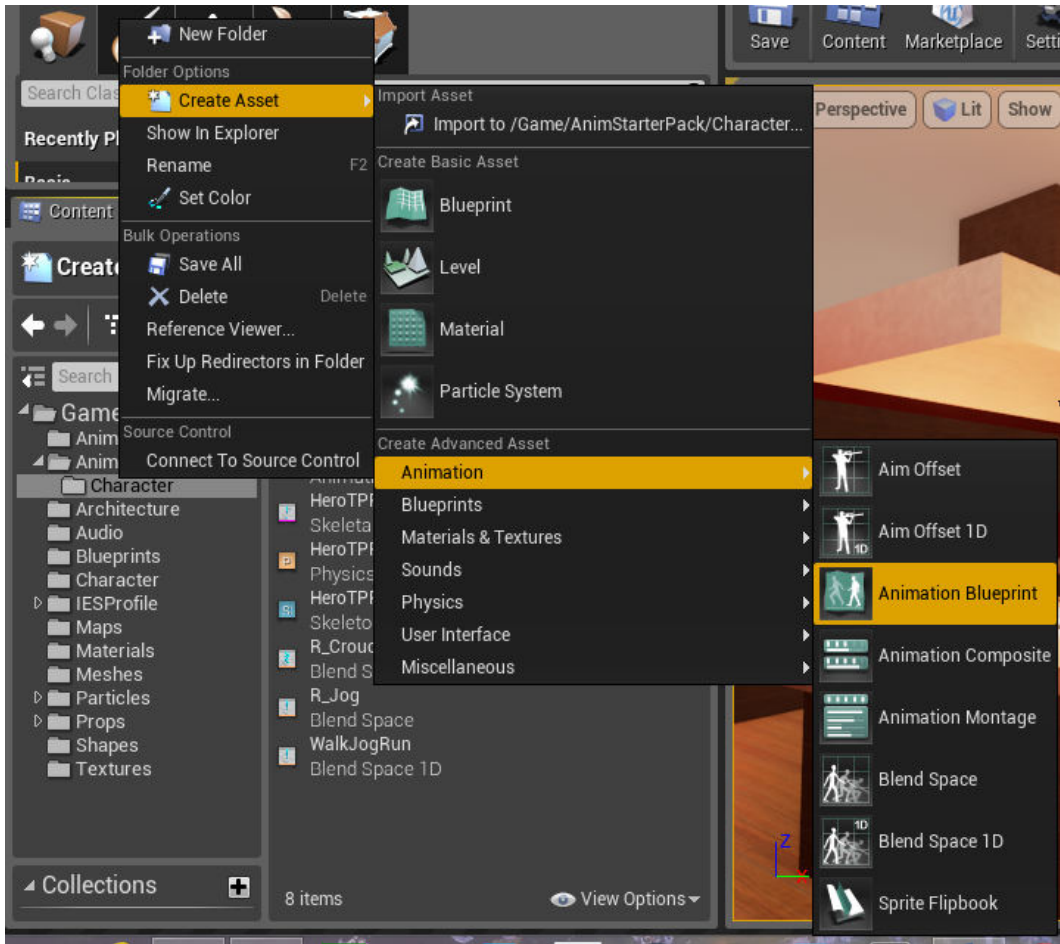 New Folder
Folder Options
Create Asset
Show In Explorer
Rename F2
Set Color
Bulk Operations
Save All
Delete Delete
Reference Viewer...
Fix Up Redirectors in Folder
Migrate...
Source Control
Connect To Source Control
Search Clas
Recently Pl
Content
Create
Search
Game
Anim
Anim
Character
Architecture
Audio
Blueprints
Character
IESProfile
Maps
Materials
Meshes
Particles
Props
Shapes
Textures
Collections
Import Asset
Import to /Game/AnimStarterPack/Character...
Create Basic Asset
Blueprint
Level
Material
Particle System
Create Advanced Asset
Animation
Blueprints
Materials & Textures
Sounds
Physics
User Interface
Miscellaneous
HeroTPP
Skeleta
HeroTPP
Physics
HeroTPP
Skeleto
R_Crouc
Blend S
R_Jog
Blend Space
WalkJogRun
Blend Space 1D
8 items
View Options
Save Content Marketplace Setti
Perspective Lit Show
Aim Offset
Aim Offset 1D
Animation Blueprint
Animation Composite
Animation Montage
Blend Space
Blend Space 1D
Sprite Flipbook
Z